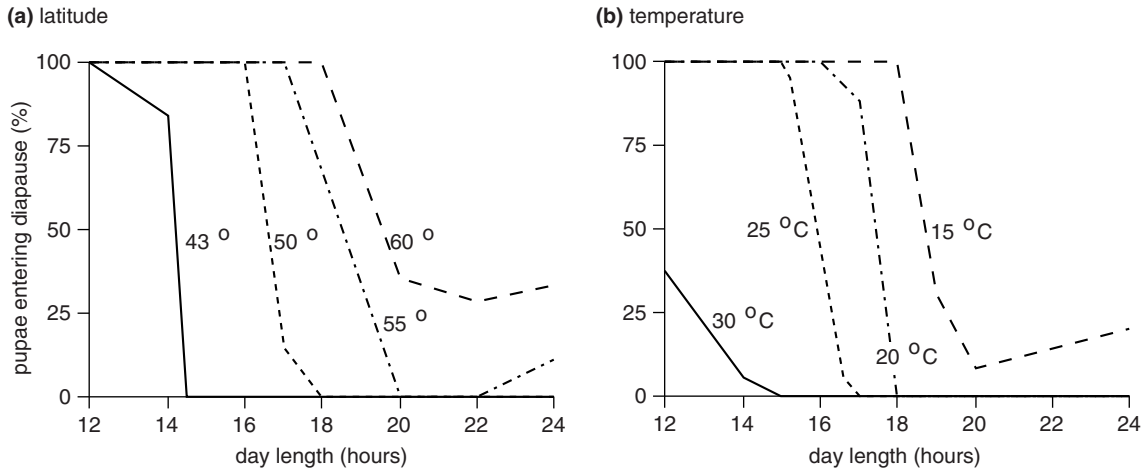 (a) latitude
100
75
50
25
0
pupae entering diapause (%)
43 º
50 º
55 º
60 º
12 14 16 18 20 22 24
day length (hours)
(b) temperature
100
75
50
25
0
30 ºC
25 ºC
20 ºC
15 ºC
12 14 16 18 20 22 24
day length (hours)